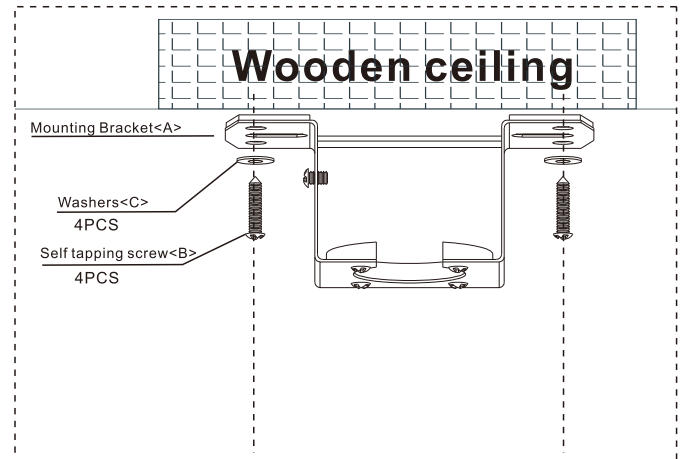 Wooden ceiling
Mounting Bracket<A>
Washers<C>
4PCS
Self tapping screw<B>
4PCS